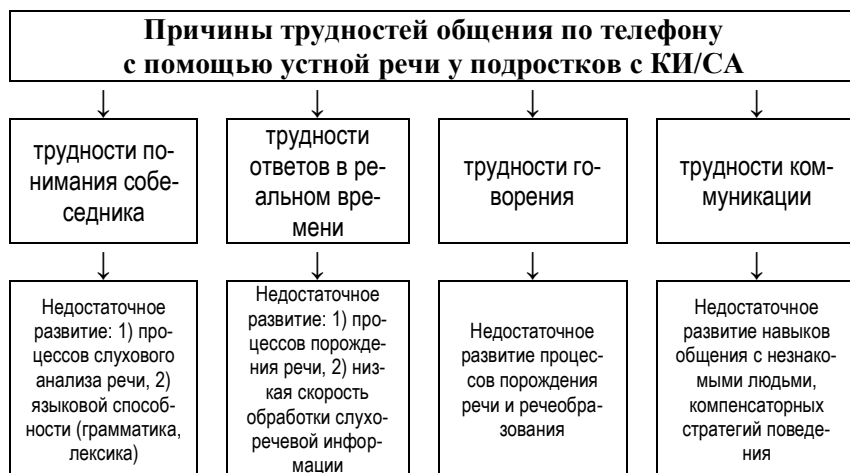 Причины трудностей общения по телефону
с помощью устной речи у подростков с КИ/СА
трудности по-
нимания собе-
седника
трудности
ответов в ре-
альном вре-
мени
трудности го-
ворения
трудности ком-
муникации
Недостаточное
развитие: 1) про-
цессов слухового
анализа речи, 2)
языковой способ-
ности (грамматика,
лексика)
Недостаточное
развитие: 1) про-
цессов порожде-
ния речи, 2) низ-
кая скорость
обработки слухо-
речевой инфор-
мации
Недостаточное
развитие процес-
сов порождения
речи и речеобра-
зования
Недостаточное
развитие навыков
общения с незнако-
мыми людьми,
компенсаторных
стратегий поведе-
ния